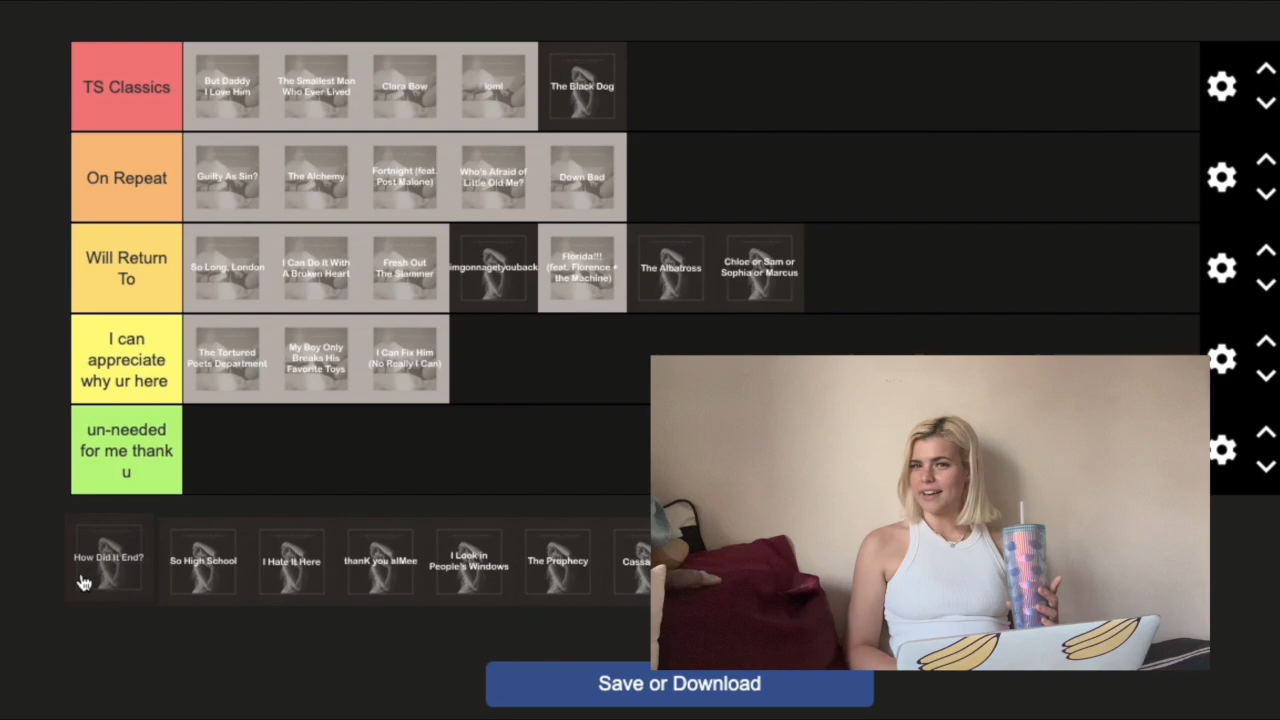 TS Classics
But Daddy
I Love Him
The Smallest Man
Who Ever Lived
Clara Bow
loml
The Black Dog
On Repeat
Guilty As Sin?
The Alchemy
Fortnight (feat.
Post Malone)
Who's Afraid of
Little Old Me?
Down Bad
Will Return
To
So Long, London
I Can Do It With
A Broken Heart
Fresh Out
The Slammer
imgonnagetyouback
Florida!!!
(feat. Florence +
the Machine)
The Albatross
Chloe or Sam or
Sophia or Marcus
I can
appreciate
why ur here
The Tortured
Poets Department
My Boy Only
Breaks His
Favorite Toys
I Can Fix Him
(No Really I Can)
un-needed
for me thank
u
How Did It End?
So High School
I Hate It Here
thanK you aIMee
I Look in
People's Windows
The Prophecy
Cassa
Save or Download